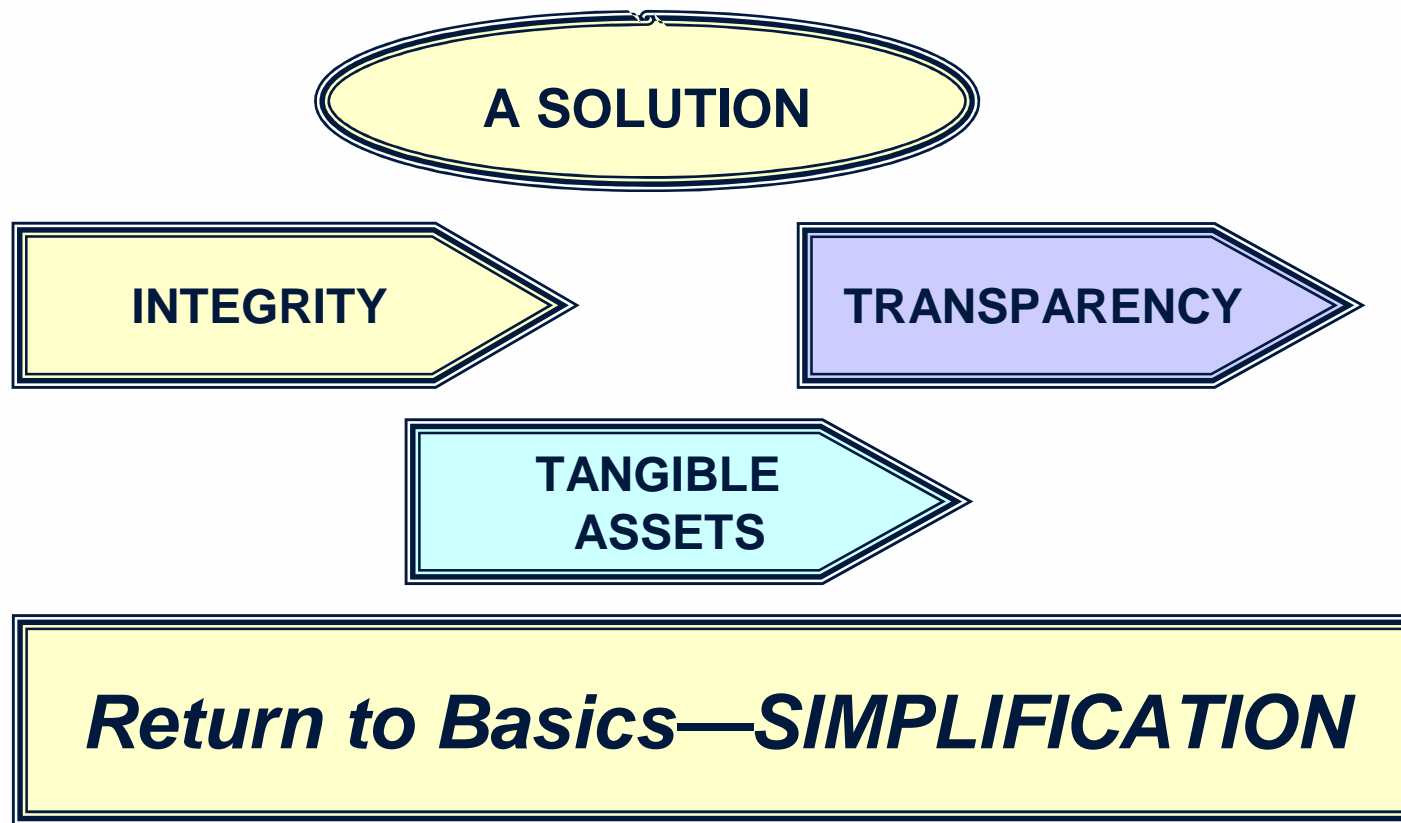 A SOLUTION
INTEGRITY
TRANSPARENCY
TANGIBLE
ASSETS
Return to Basics—SIMPLIFICATION